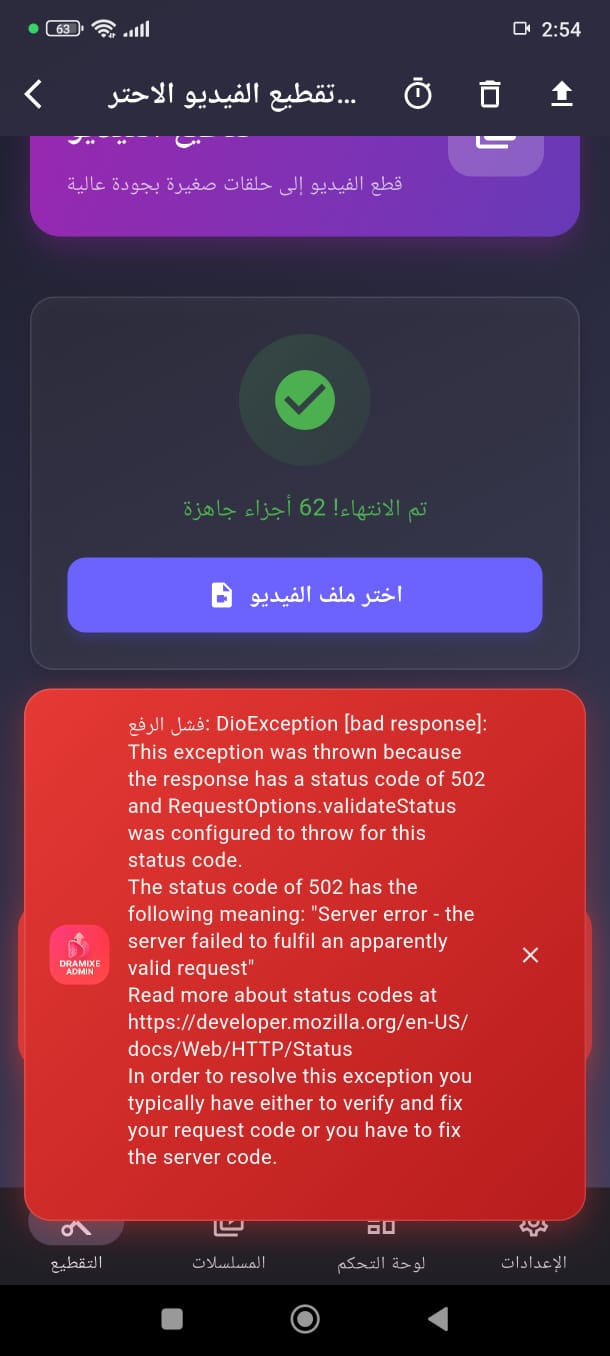 63
2:54
تقطيع الفيديو الاحتر...
قطع الفيديو إلى حلقات صغيرة بجودة عالية
تم الانتهاء! 62 أجزاء جاهزة
اختر ملف الفيديو
فشل الرفع: DioException [bad response]:
This exception was thrown because
the response has a status code of 502
and RequestOptions.validateStatus
was configured to throw for this
status code.
The status code of 502 has the
following meaning: "Server error - the
server failed to fulfil an apparently
valid request"
Read more about status codes at
https://developer.mozilla.org/en-US/
docs/Web/HTTP/Status
In order to resolve this exception you
typically have either to verify and fix
your request code or you have to fix
the server code.
DRAMIXE
ADMIN
الإعدادات
لوحة التحكم
المسلسلات
التقطيع